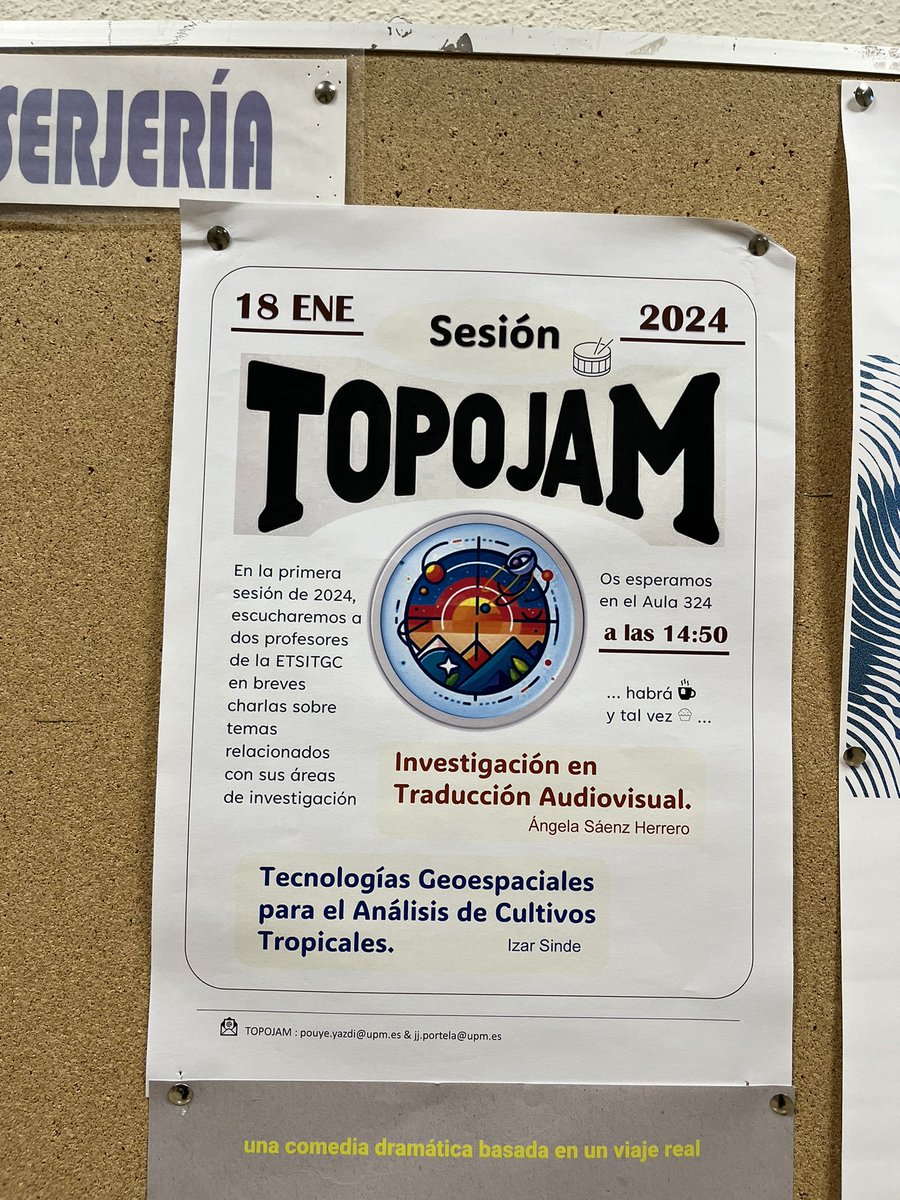 SERJERÍA
18 ENE
Sesión
2024
TOPOJAM
En la primera
sesión de 2024,
escucharemos a
dos profesores
de la ETSITGC
en breves
charlas sobre
temas
relacionados
con sus áreas
de investigación
Os esperamos
en el Aula 324
a las 14:50
... habrá
y tal vez ...
Investigación en
Traducción Audiovisual.
Ángela Sáenz Herrero
Tecnologías Geoespaciales
para el Análisis de Cultivos
Tropicales.
Izar Sinde
TOPOJAM : pouye.yazdi@upm.es & jj.portela@upm.es
una comedia dramática basada en un viaje real